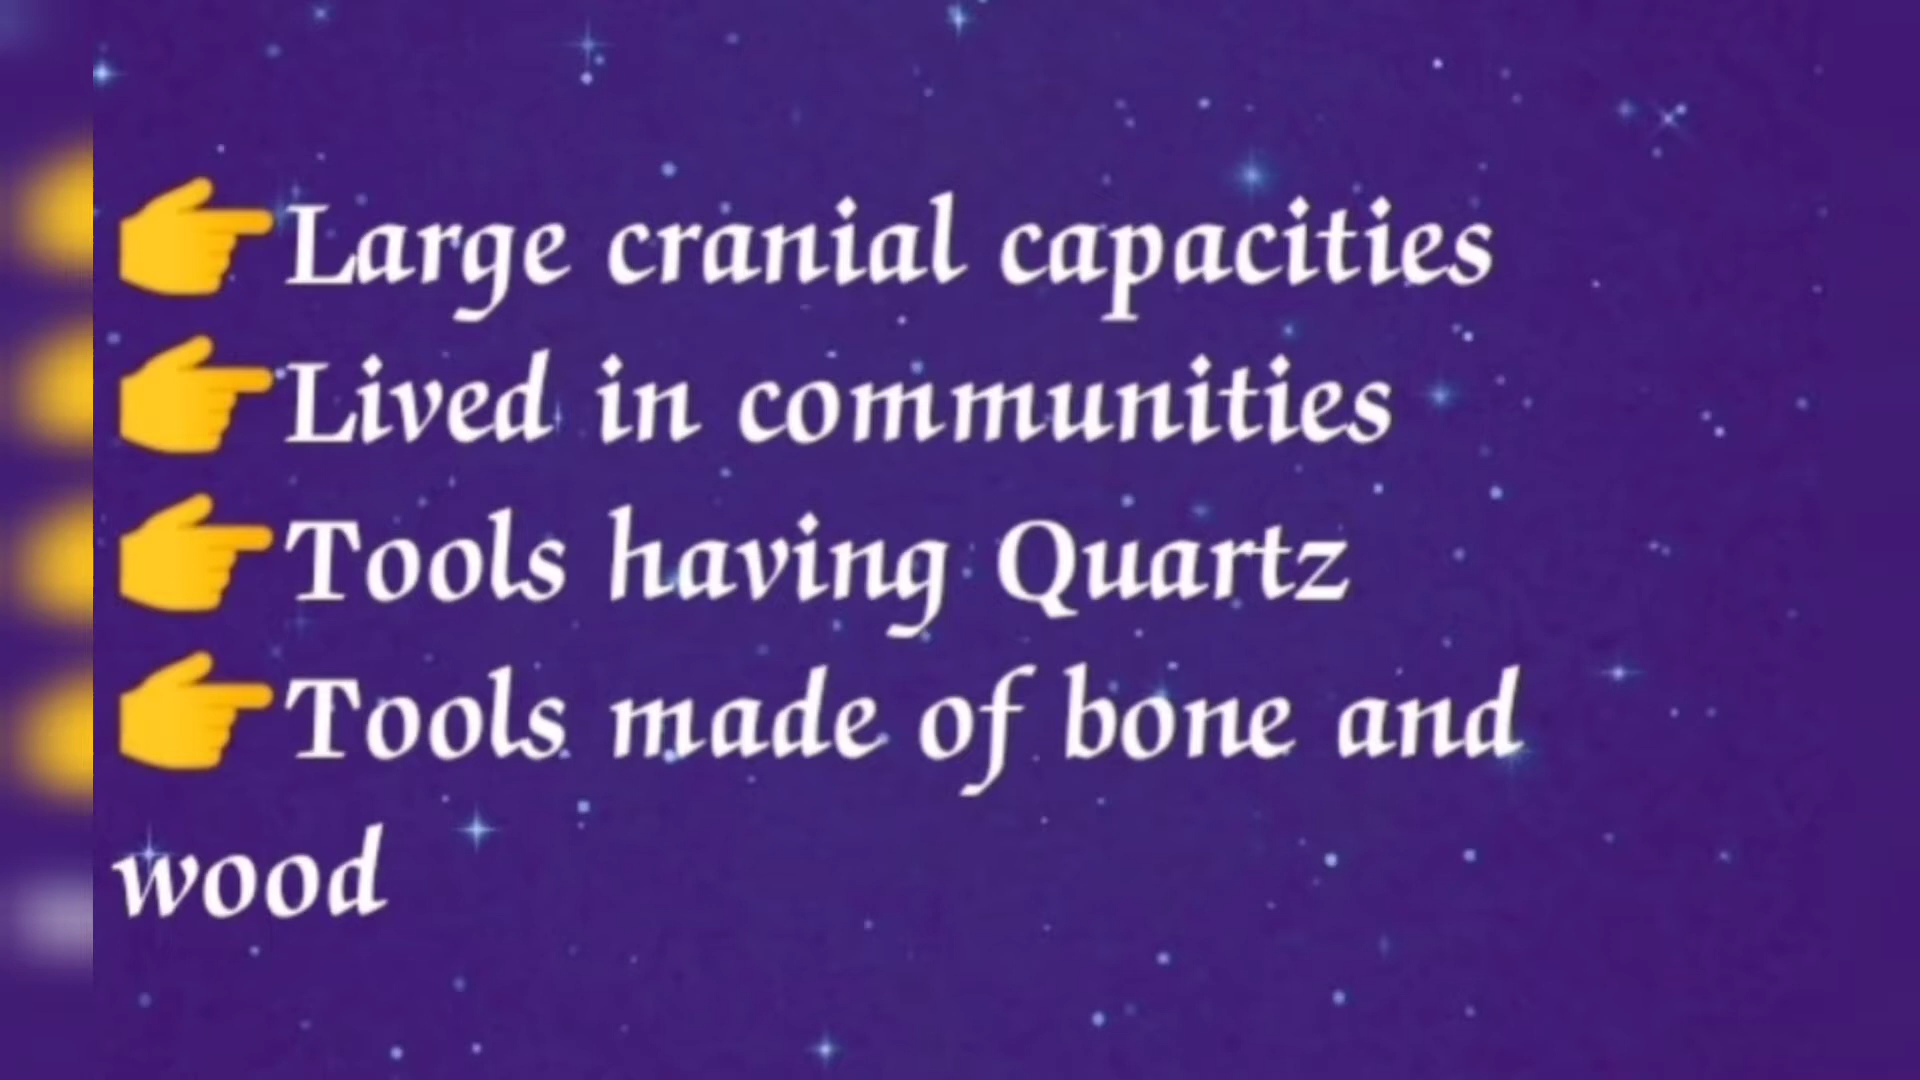 👉Large cranial capacities
👉Lived in communities
👉Tools having Quartz
👉Tools made of bone and
wood